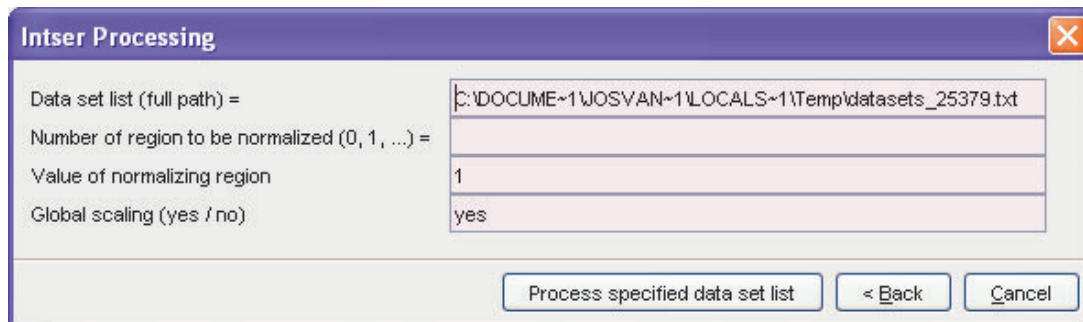 Intser Processing
Data set list (full path) = C:\DOCUME~1\JOSVAN~1\LOCALS~1\Temp\datasets_25379.txt
Number of region to be normalized (0, 1, ...) =
Value of normalizing region 1
Global scaling (yes / no) yes
Process specified data set list < Back Cancel